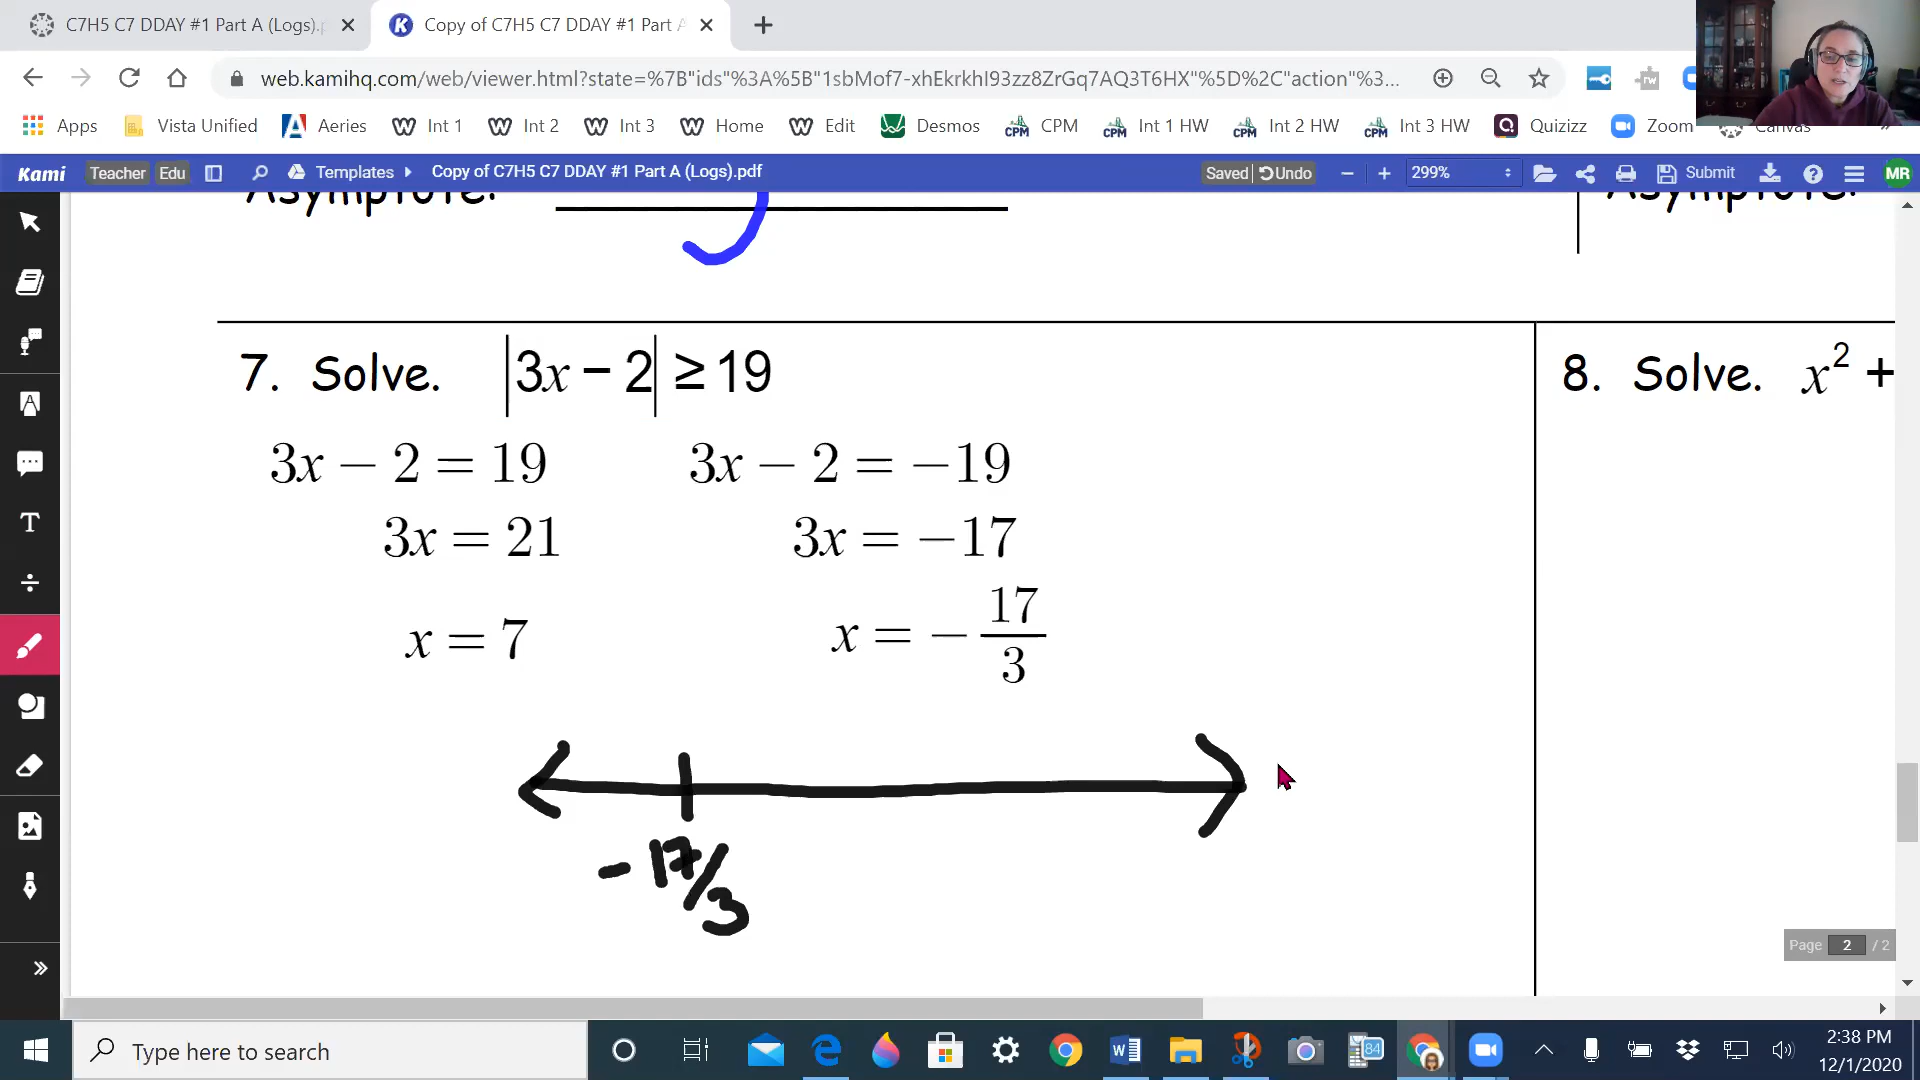 C7H5 C7 DDAY #1 Part A (Logs).p
Copy of C7H5 C7 DDAY #1 Part A
web.kamihq.com/web/viewer.html?state=%7B"ids"%3A%5B"1sbMof7-xhEkrkhI93zz8ZrGq7AQ3T6HX"%5D%2C"action"%3...
Apps Vista Unified Aeries Int 1 Int 2 Int 3 Home Edit Desmos CPM Int 1 HW Int 2 HW Int 3 HW Quizizz Zoom Canvas »
Kami Teacher Edu Templates Copy of C7H5 C7 DDAY #1 Part A (Logs).pdf Saved Undo − + 299% Submit MR
Asymptote: Asymptote:
7. Solve. |3x − 2| ≥ 19
8. Solve. x² +
3x − 2 = 19 3x − 2 = −19
3x = 21 3x = −17
x = 7 x = − 17/3
-17/3
Page 2 / 2
Type here to search
84
2:38 PM
12/1/2020